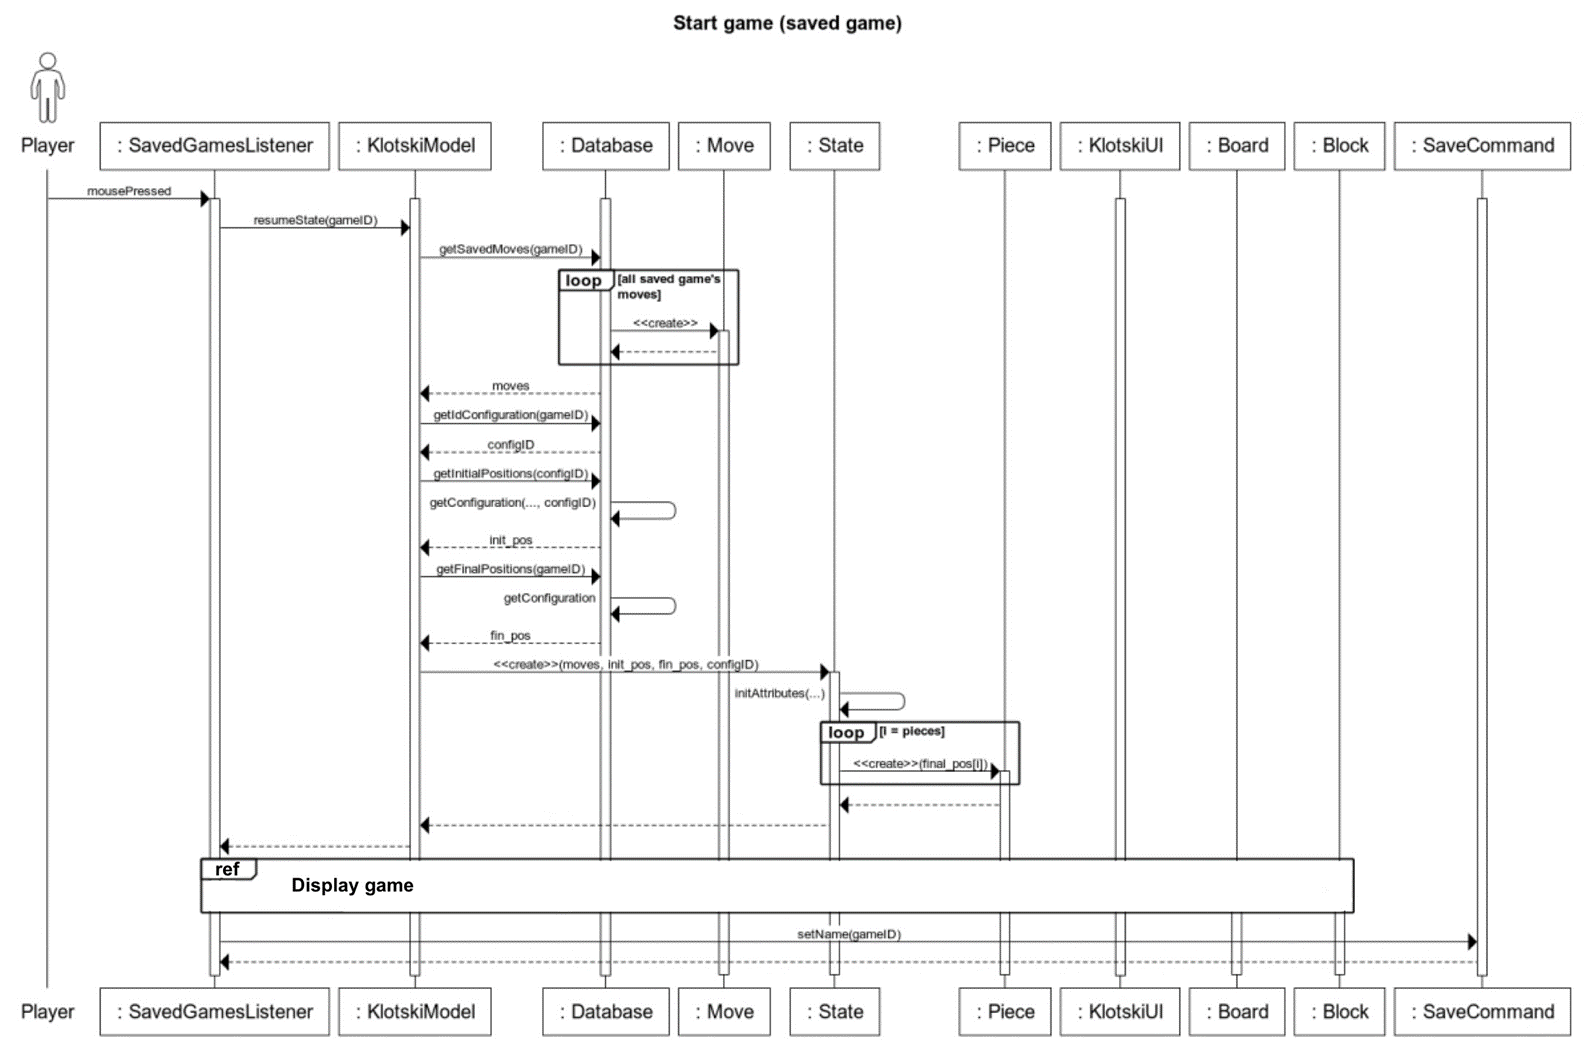 Start game (saved game)
Player
: SavedGamesListener
: KlotskiModel
: Database
: Move
: State
: Piece
: KlotskiUI
: Board
: Block
: SaveCommand
mousePressed
resumeState(gameID)
getSavedMoves(gameID)
loop
[all saved game's
moves]
<<create>>
moves
getIdConfiguration(gameID)
configID
getInitialPositions(configID)
getConfiguration(..., configID)
init_pos
getFinalPositions(gameID)
getConfiguration
fin_pos
<<create>>(moves, init_pos, fin_pos, configID)
initAttributes(...)
loop
[i = pieces]
<<create>>(final_pos[i])
ref
Display game
setName(gameID)
Player
: SavedGamesListener
: KlotskiModel
: Database
: Move
: State
: Piece
: KlotskiUI
: Board
: Block
: SaveCommand